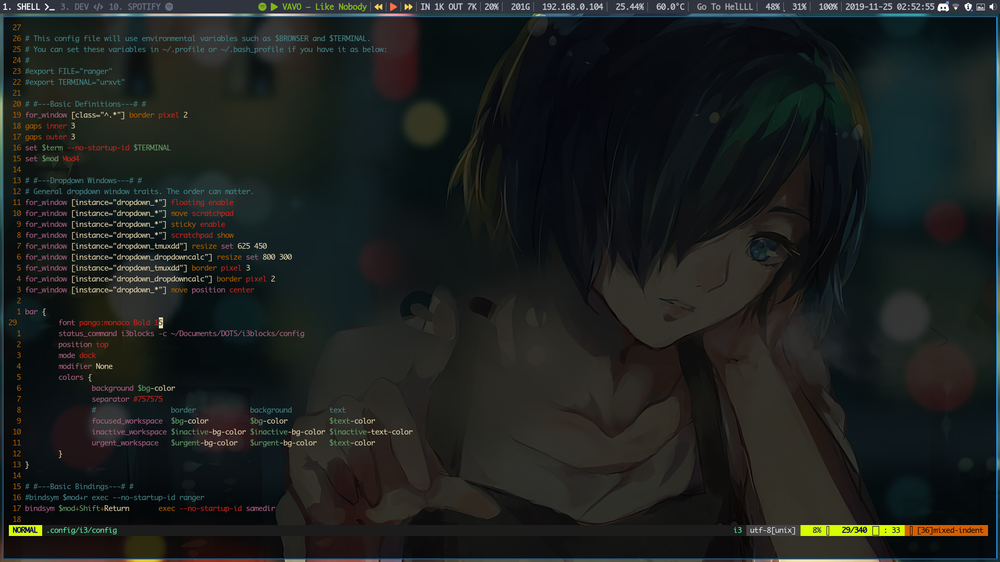 1. SHELL 3. DEV 10. SPOTIFY VAVO – Like Nobody IN 1K OUT 7K 20% 201G 192.168.0.104 25.44% 60.0°C Go To HelLLL 48% 31% 100% 2019-11-25 02:52:55
27
26 # This config file will use environmental variables such as $BROWSER and $TERMINAL.
25 # You can set these variables in ~/.profile or ~/.bash_profile if you have it as below:
24 #
23 #export FILE="ranger"
22 #export TERMINAL="urxvt"
21
20 # #---Basic Definitions---# #
19 for_window [class="^.*"] border pixel 2
18 gaps inner 3
17 gaps outer 3
16 set $term --no-startup-id $TERMINAL
15 set $mod Mod4
14
13 # #---Dropdown Windows---# #
12 # General dropdown window traits. The order can matter.
11 for_window [instance="dropdown_*"] floating enable
10 for_window [instance="dropdown_*"] move scratchpad
9 for_window [instance="dropdown_*"] sticky enable
8 for_window [instance="dropdown_*"] scratchpad show
7 for_window [instance="dropdown_tmuxdd"] resize set 625 450
6 for_window [instance="dropdown_dropdowncalc"] resize set 800 300
5 for_window [instance="dropdown_tmuxdd"] border pixel 3
4 for_window [instance="dropdown_dropdowncalc"] border pixel 2
3 for_window [instance="dropdown_*"] move position center
2
1 bar {
29 font pango:monaco Bold 15
1 status_command i3blocks -c ~/Documents/DOTS/i3blocks/config
2 position top
3 mode dock
4 modifier None
5 colors {
6 background $bg-color
7 separator #757575
8 # border background text
9 focused_workspace $bg-color $bg-color $text-color
10 inactive_workspace $inactive-bg-color $inactive-bg-color $inactive-text-color
11 urgent_workspace $urgent-bg-color $urgent-bg-color $text-color
12 }
13 }
14
15 # #---Basic Bindings---# #
16 #bindsym $mod+r exec --no-startup-id ranger
17 bindsym $mod+Shift+Return exec --no-startup-id samedir
18
NORMAL .config/i3/config i3 utf-8[unix] 8% 29/340 : 33 [36]mixed-indent